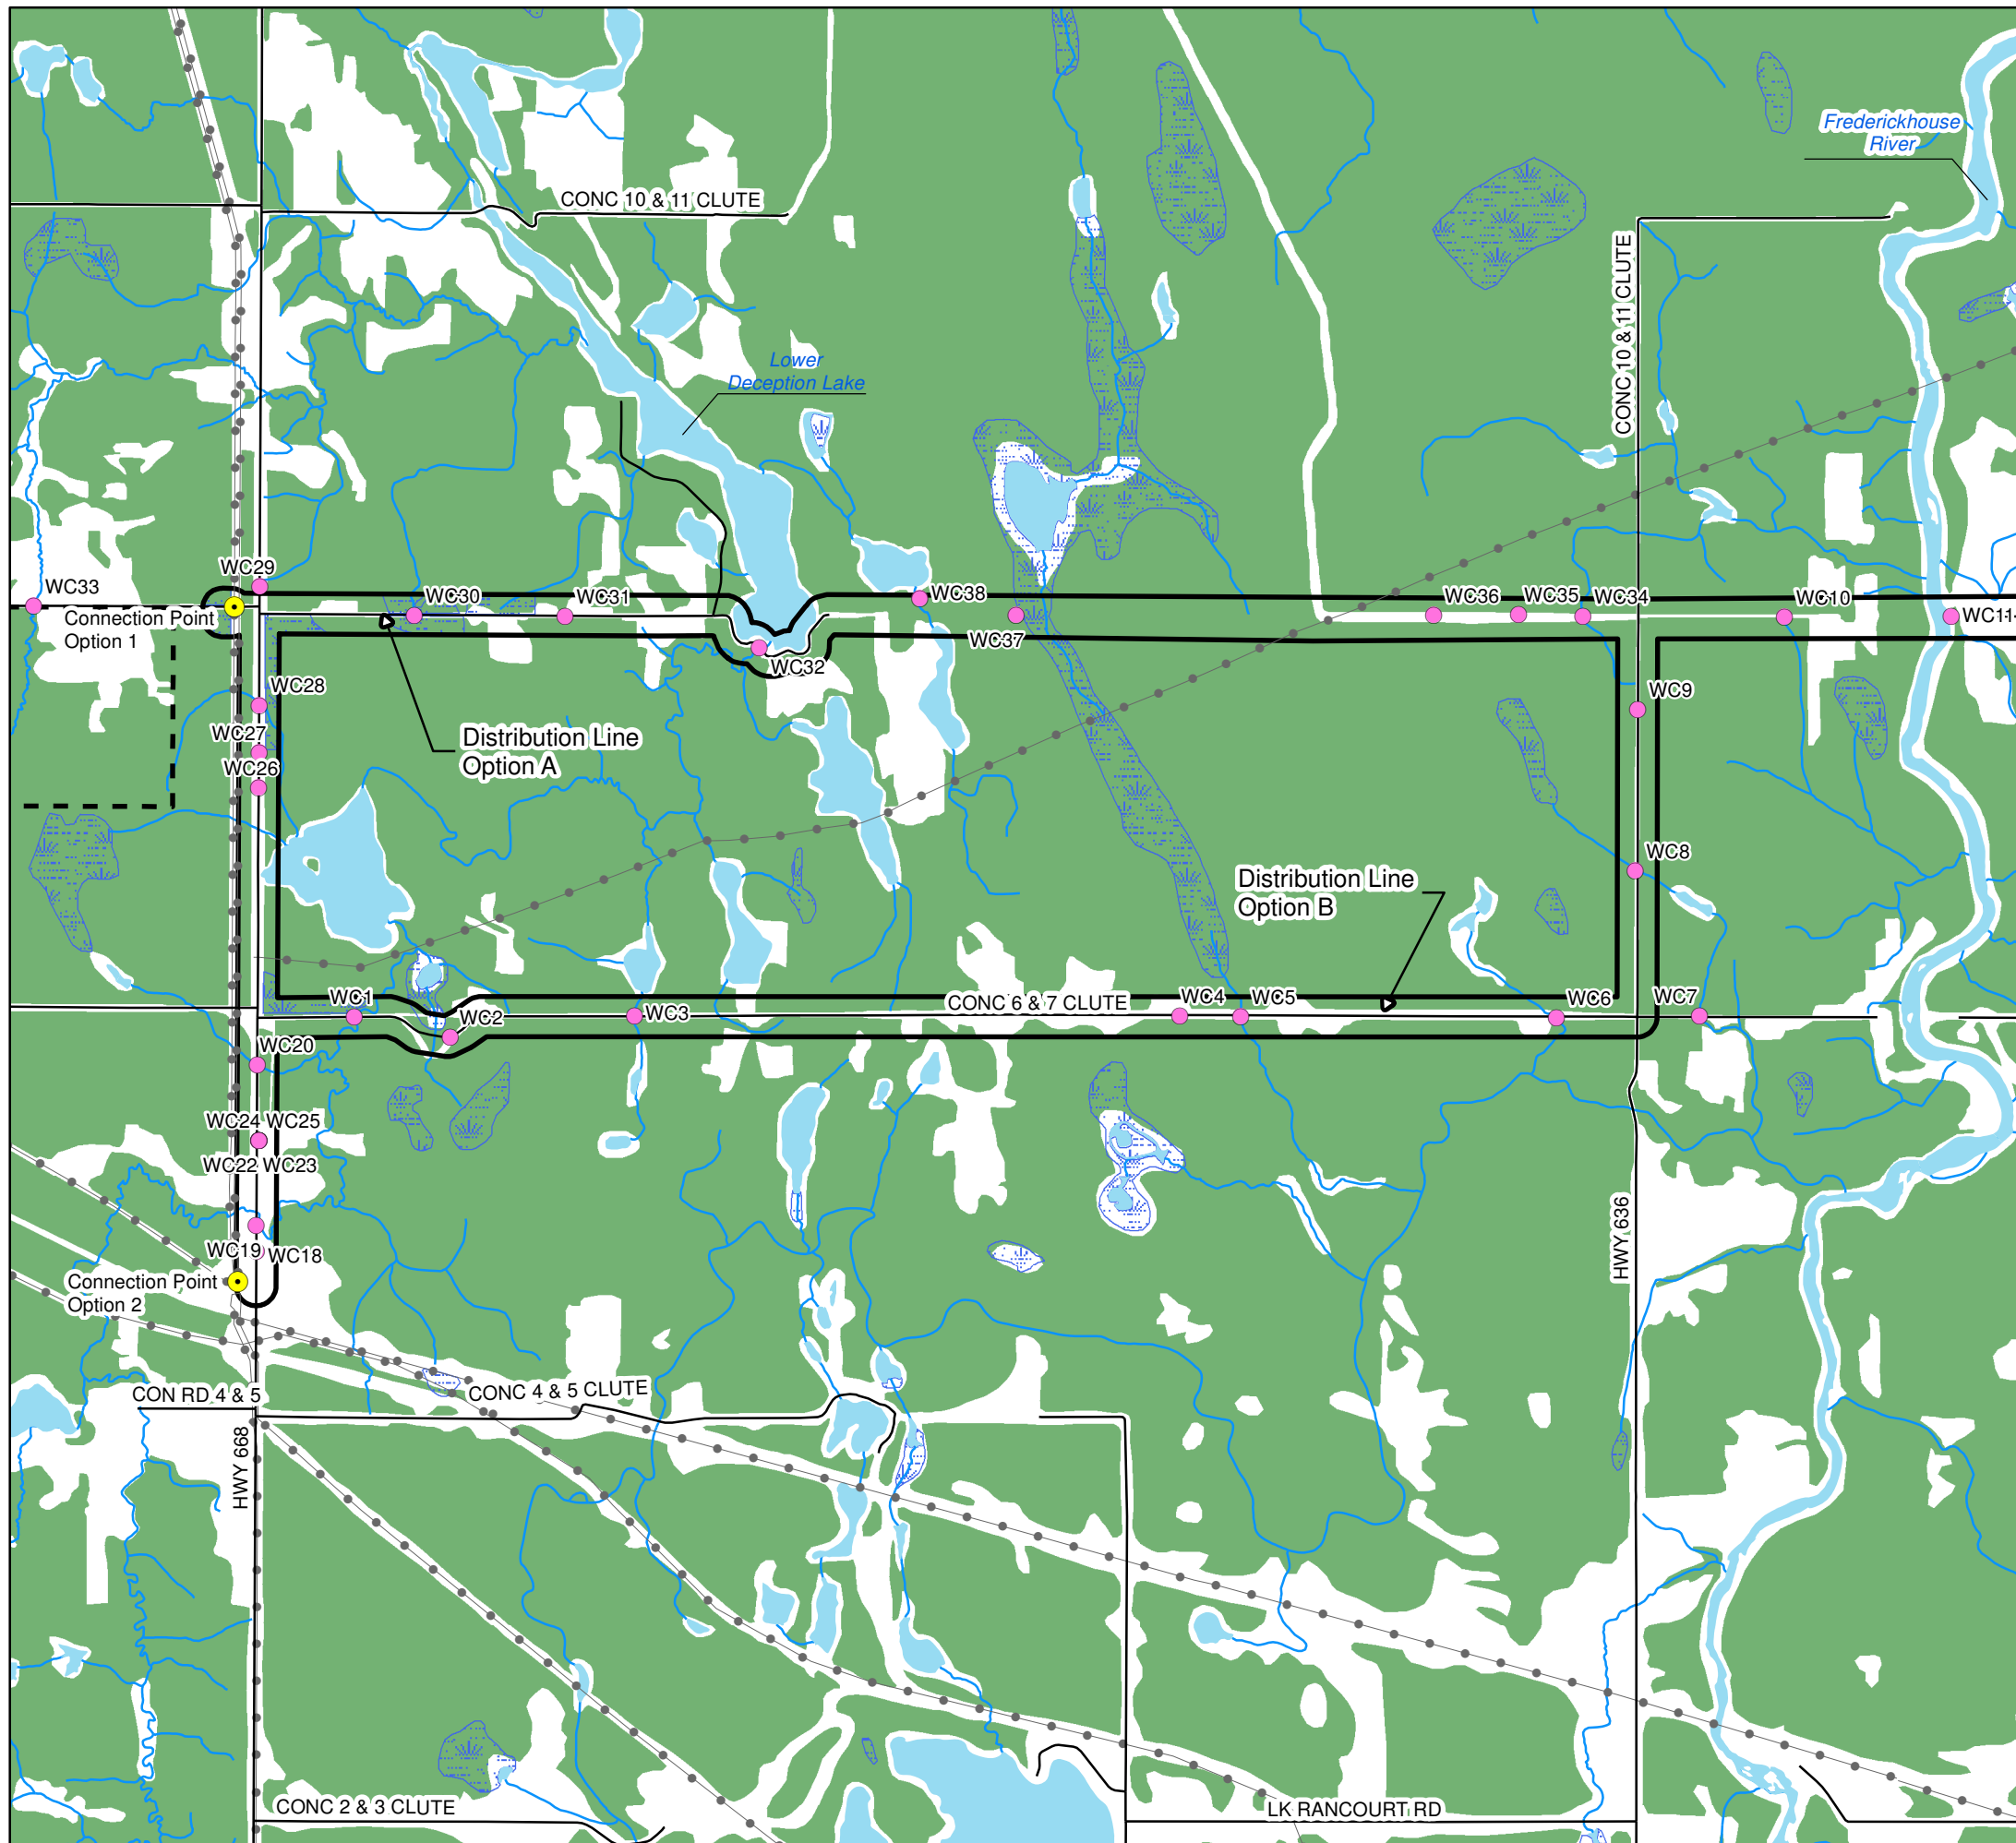 Frederickhouse
River
CONC 10 & 11 CLUTE
CONC 10 & 11 CLUTE
Lower
Deception Lake
WC29
WC33
WC30
WC31
WC38
WC36
WC35
WC34
WC10
WC11
Connection Point
Option 1
WC37
WC32
WC28
WC9
WC27
Distribution Line
Option A
WC26
WC8
Distribution Line
Option B
WC1
CONC 6 & 7 CLUTE
WC4
WC5
WC6
WC7
WC2
WC3
WC20
WC24
WC25
WC22
WC23
HWY 636
WC19
WC18
Connection Point
Option 2
CON RD 4 & 5
CONC 4 & 5 CLUTE
HWY 668
CONC 2 & 3 CLUTE
LK RANCOURT RD